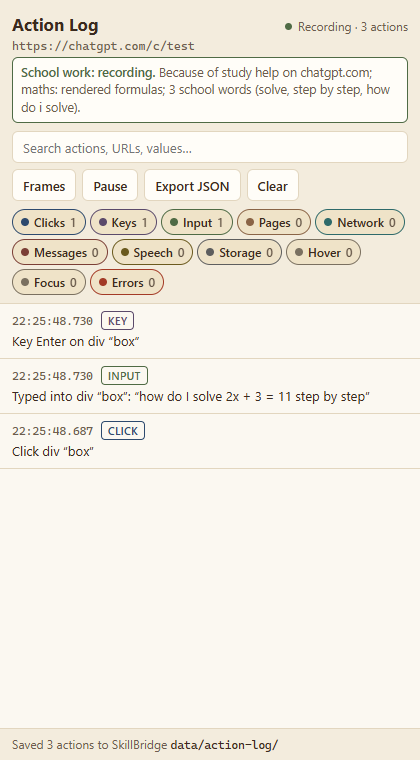 Action Log
Recording · 3 actions
https://chatgpt.com/c/test
School work: recording. Because of study help on chatgpt.com;
maths: rendered formulas; 3 school words (solve, step by step, how
do i solve).
Search actions, URLs, values...
Frames
Pause
Export JSON
Clear
Clicks 1
Keys 1
Input 1
Pages 0
Network 0
Messages 0
Speech 0
Storage 0
Hover 0
Focus 0
Errors 0
22:25:48.730 KEY
Key Enter on div “box”
22:25:48.730 INPUT
Typed into div “box”: “how do I solve 2x + 3 = 11 step by step”
22:25:48.687 CLICK
Click div “box”
Saved 3 actions to SkillBridge data/action-log/